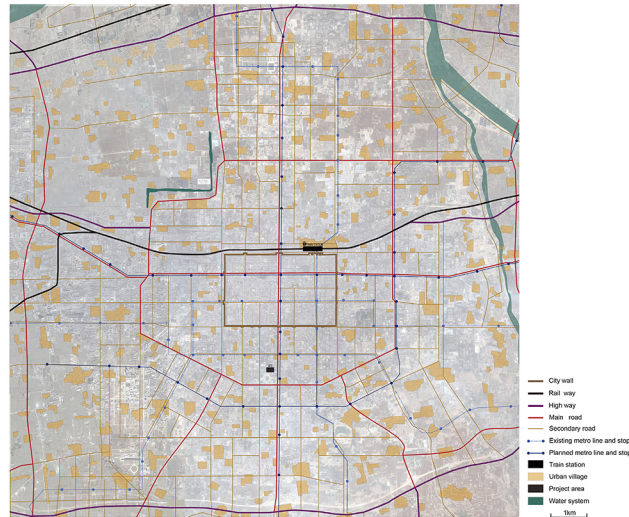 City wall
Rail way
High way
Main road
Secondary road
Existing metro line and stop
Planned metro line and stop
Train station
Urban village
Project area
Water system
1km